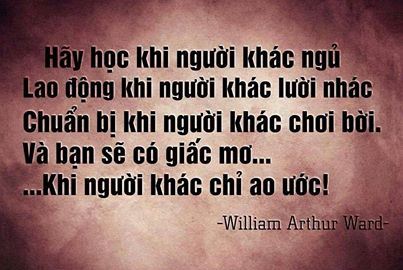 Hãy học khi người khác ngủ
Lao động khi người khác lười nhác
Chuẩn bị khi người khác chơi bời.
Và bạn sẽ có giấc mơ...
...Khi người khác chỉ ao ước!
-William Arthur Ward-